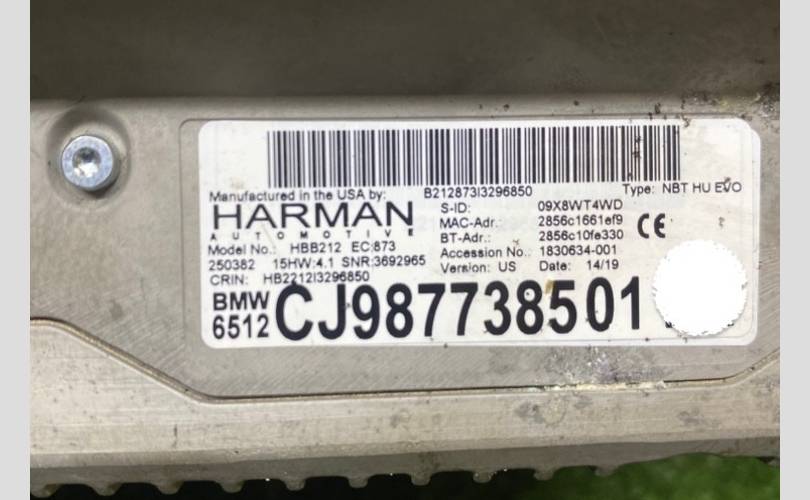 Manufactured in the USA by: B212873I3296850 Type: NBT HU EVO
HARMAN
AUTOMOTIVE
Model No.: HBB212 EC:873
250382 15HW:4.1 SNR:3692965
CRIN: HB2212I3296850
S-ID: 09X8WT4WD
MAC-Adr.: 2856c1661ef9
BT-Adr.: 2856c10fe330
Accession No.: 1830634-001
Version: US Date: 14/19
CE
BMW
6512 CJ987738501